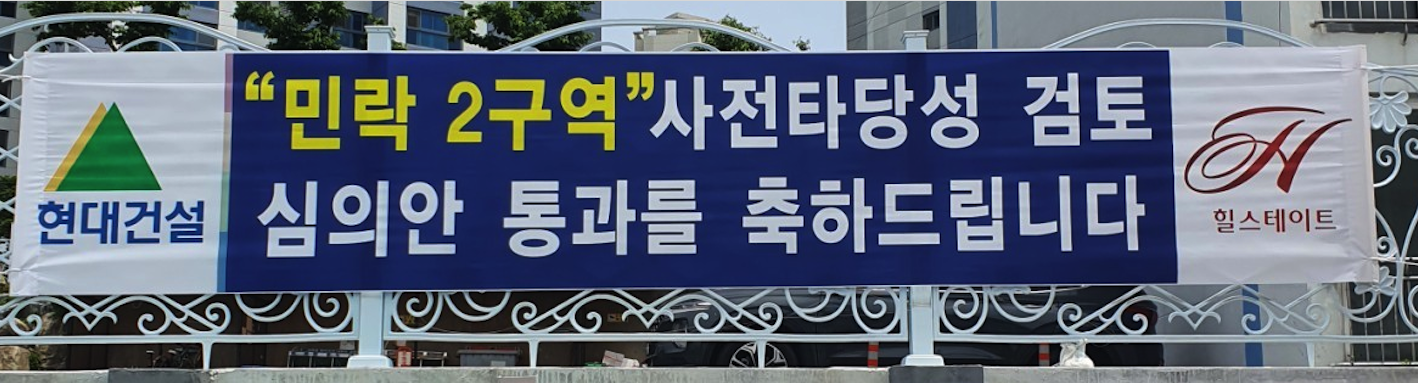 현대건설
“민락 2구역”사전타당성 검토
심의안 통과를 축하드립니다
H
힐스테이트